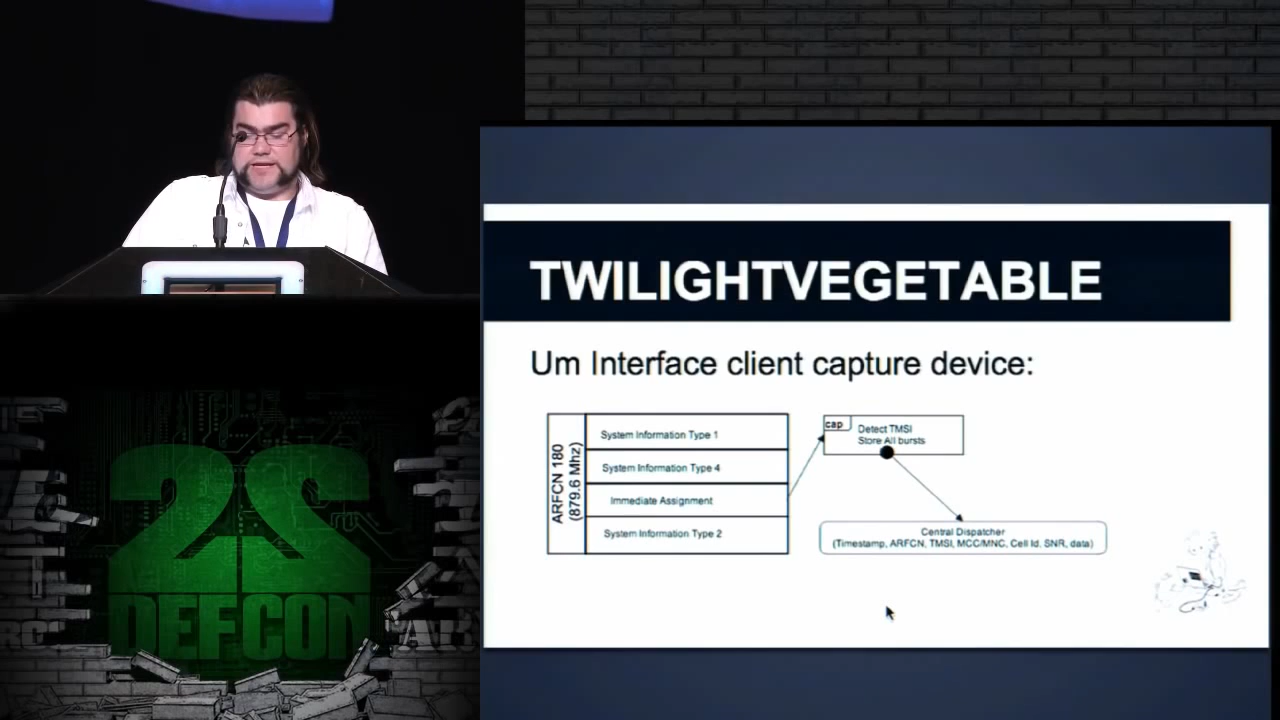 TWILIGHTVEGETABLE
Um Interface client capture device:
ARFCN 180
(879.6 Mhz)
System Information Type 1
System Information Type 4
Immediate Assignment
System Information Type 2
cap
Detect TMSI
Store All bursts
Central Dispatcher
(Timestamp, ARFCN, TMSI, MCC/MNC, Cell Id, SNR, data)
22
DEFCON